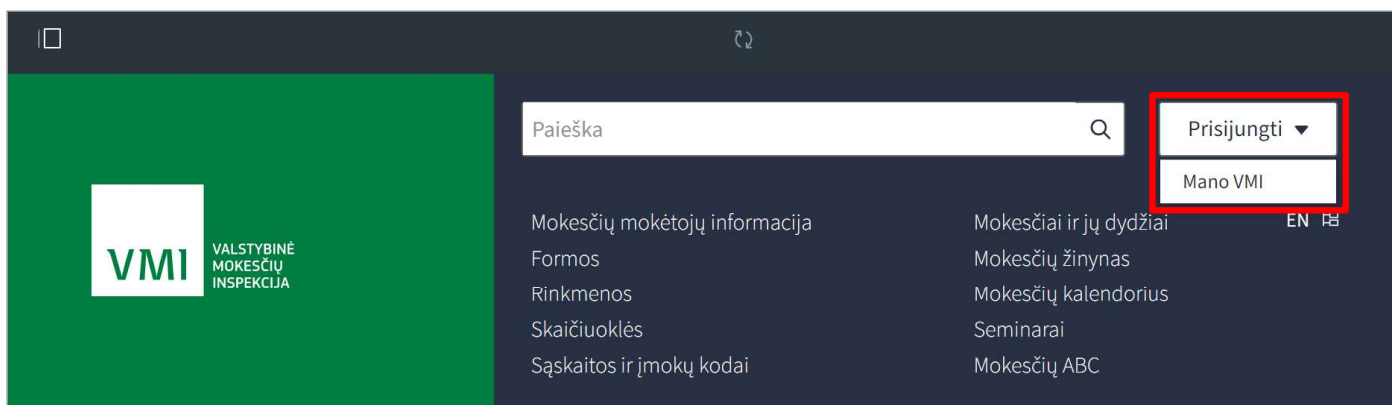 Paieška
Prisijungti
Mano VMI
EN
VMI
VALSTYBINĖ
MOKESČIŲ
INSPEKCIJA
Mokesčių mokėtojų informacija
Formos
Rinkmenos
Skaičiuoklės
Sąskaitos ir įmokų kodai
Mokesčiai ir jų dydžiai
Mokesčių žinynas
Mokesčių kalendorius
Seminarai
Mokesčių ABC